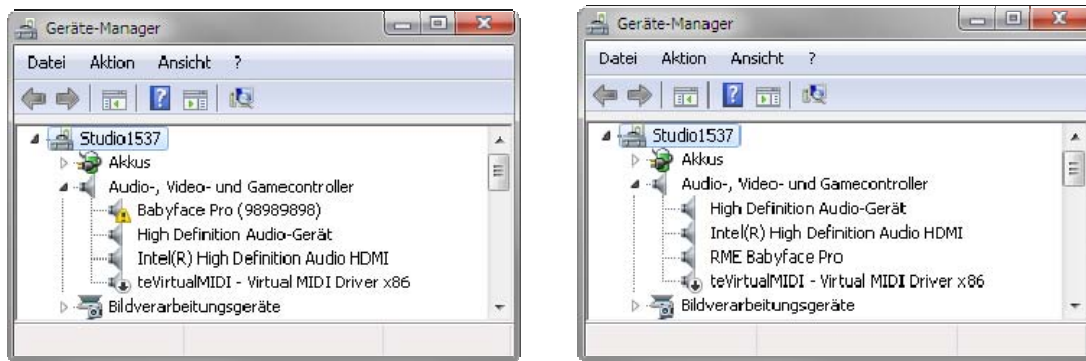 Geräte-Manager
Datei Aktion Ansicht ?
Studio1537
Akkus
Audio-, Video- und Gamecontroller
Babyface Pro (98989898)
High Definition Audio-Gerät
Intel(R) High Definition Audio HDMI
teVirtualMIDI - Virtual MIDI Driver x86
Bildverarbeitungsgeräte
Geräte-Manager
Datei Aktion Ansicht ?
Studio1537
Akkus
Audio-, Video- und Gamecontroller
High Definition Audio-Gerät
Intel(R) High Definition Audio HDMI
RME Babyface Pro
teVirtualMIDI - Virtual MIDI Driver x86
Bildverarbeitungsgeräte